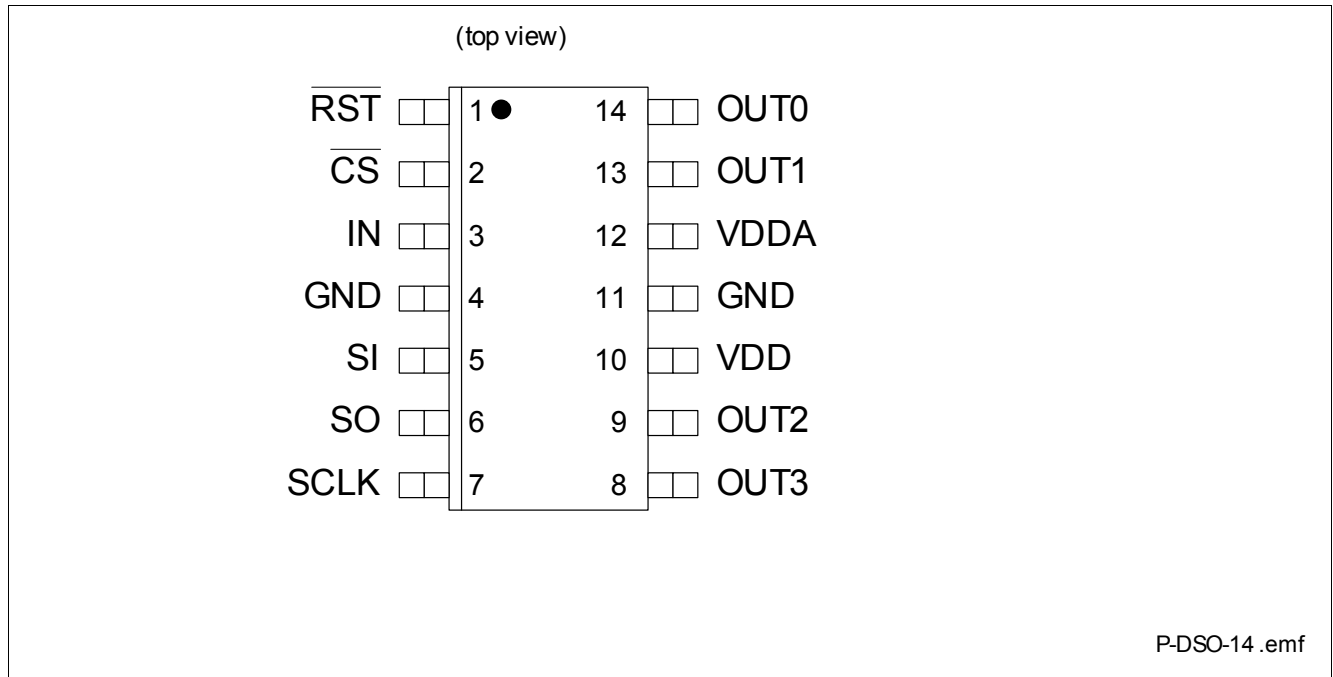 (top view)
RST 1 14 OUT0
CS 2 13 OUT1
IN 3 12 VDDA
GND 4 11 GND
SI 5 10 VDD
SO 6 9 OUT2
SCLK 7 8 OUT3
P-DSO-14 .emf